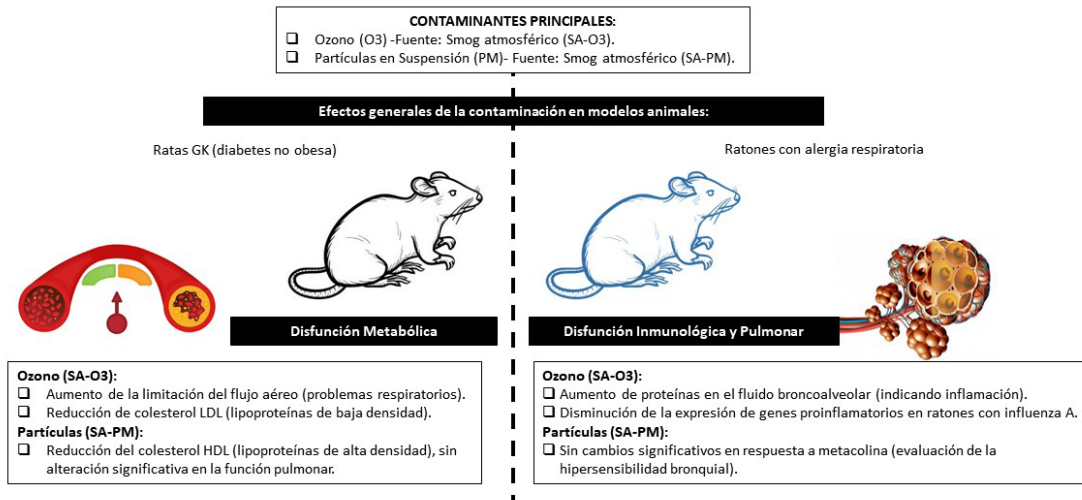 CONTAMINANTES PRINCIPALES:
❑ Ozono (O3) -Fuente: Smog atmosférico (SA-O3).
❑ Partículas en Suspensión (PM)- Fuente: Smog atmosférico (SA-PM).
Efectos generales de la contaminación en modelos animales:
Ratas GK (diabetes no obesa)
Ratones con alergia respiratoria
Disfunción Metabólica
Disfunción Inmunológica y Pulmonar
Ozono (SA-O3):
❑ Aumento de la limitación del flujo aéreo (problemas respiratorios).
❑ Reducción de colesterol LDL (lipoproteínas de baja densidad).
Partículas (SA-PM):
❑ Reducción del colesterol HDL (lipoproteínas de alta densidad), sin
alteración significativa en la función pulmonar.
Ozono (SA-O3):
❑ Aumento de proteínas en el fluido broncoalveolar (indicando inflamación).
❑ Disminución de la expresión de genes proinflamatorios en ratones con influenza A.
Partículas (SA-PM):
❑ Sin cambios significativos en respuesta a metacolina (evaluación de la
hipersensibilidad bronquial).